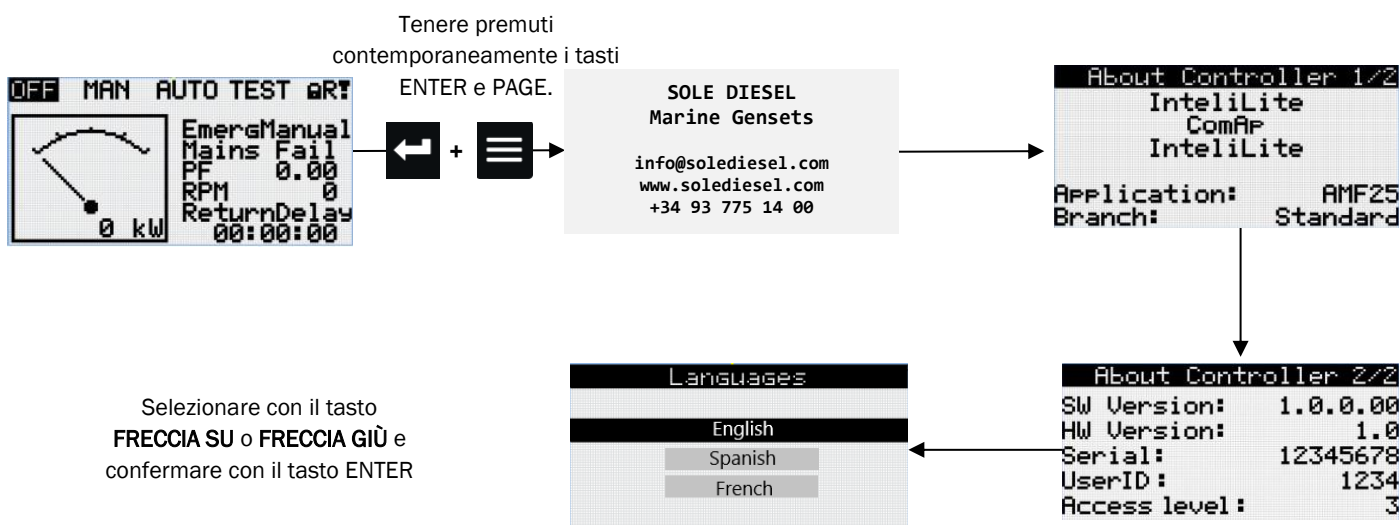 Tenere premuti
contemporaneamente i tasti
ENTER e PAGE.
OFF MAN AUTO TEST
EmergManual
Mains Fail
PF 0.00
RPM 0
ReturnDelay
00:00:00
0 kW
+
SOLE DIESEL
Marine Gensets
info@solediesel.com
www.solediesel.com
+34 93 775 14 00
About Controller 1/2
InteliLite
ComAp
InteliLite
Application: AMF25
Branch: Standard
About Controller 2/2
SW Version: 1.0.0.00
HW Version: 1.0
Serial: 12345678
UserID: 1234
Access level: 3
Languages
English
Spanish
French
Selezionare con il tasto
FRECCIA SU o FRECCIA GIÙ e
confermare con il tasto ENTER